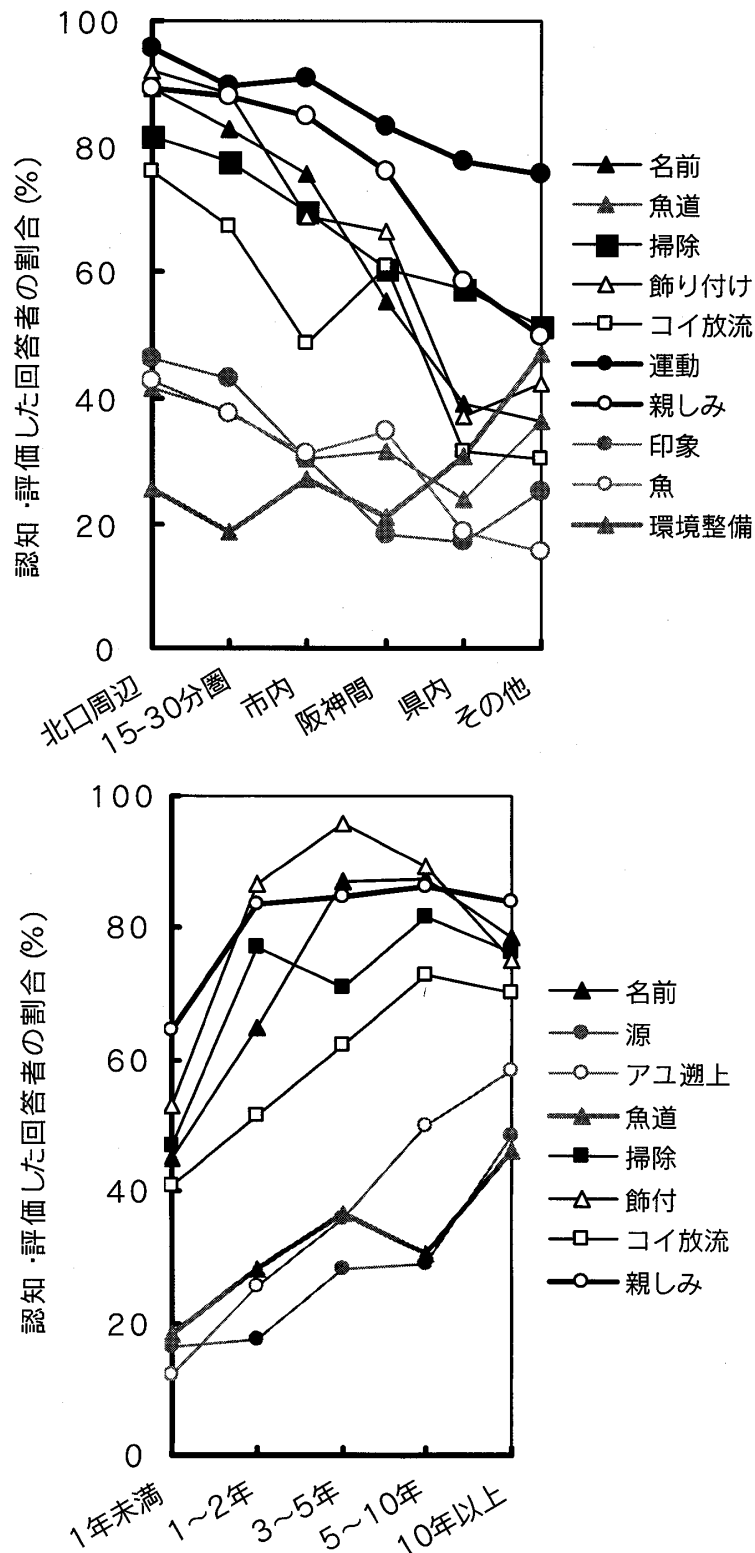 100
80
60
40
20
0
認知・評価した回答者の割合(%)
北口周辺
15-30分圏
市内
阪神間
県内
その他
名前
魚道
掃除
飾り付け
コイ放流
運動
親しみ
印象
魚
環境整備
100
80
60
40
20
0
認知・評価した回答者の割合(%)
1年未満
1～2年
3～5年
5～10年
10年以上
名前
源
アユ遡上
魚道
掃除
飾付
コイ放流
親しみ